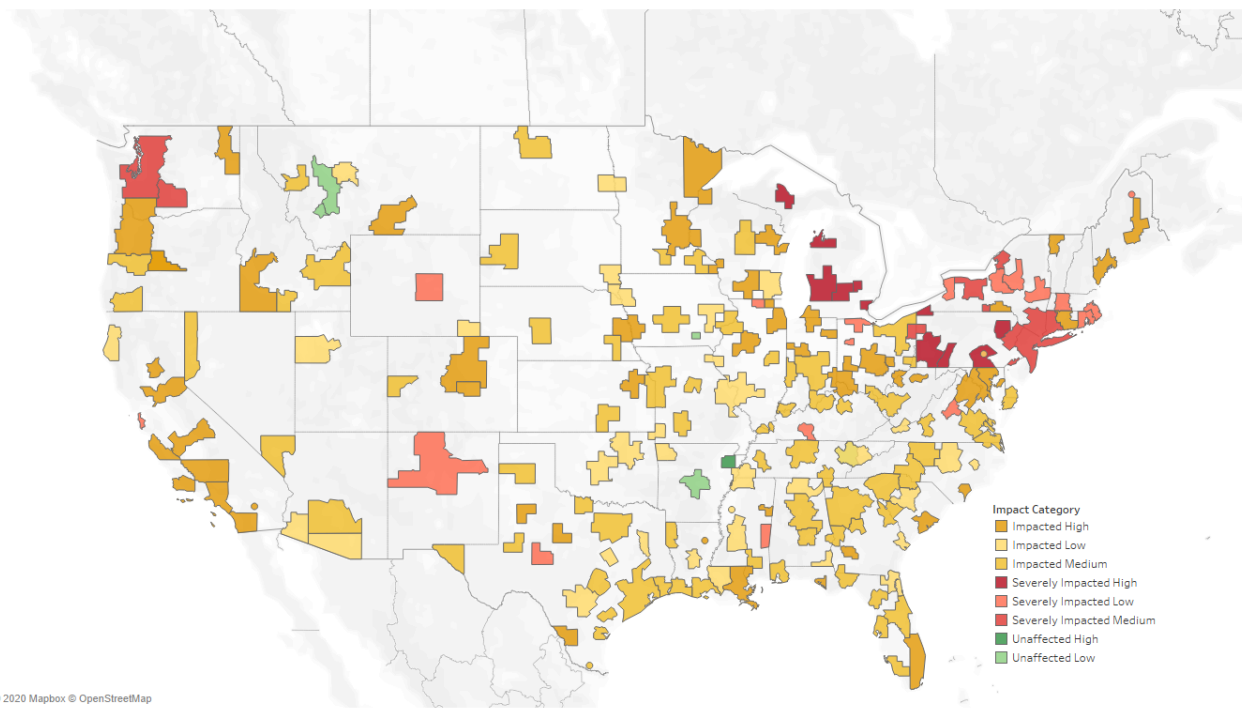 Impact Category
Impacted High
Impacted Low
Impacted Medium
Severely Impacted High
Severely Impacted Low
Severely Impacted Medium
Unaffected High
Unaffected Low
2020 Mapbox © OpenStreetMap